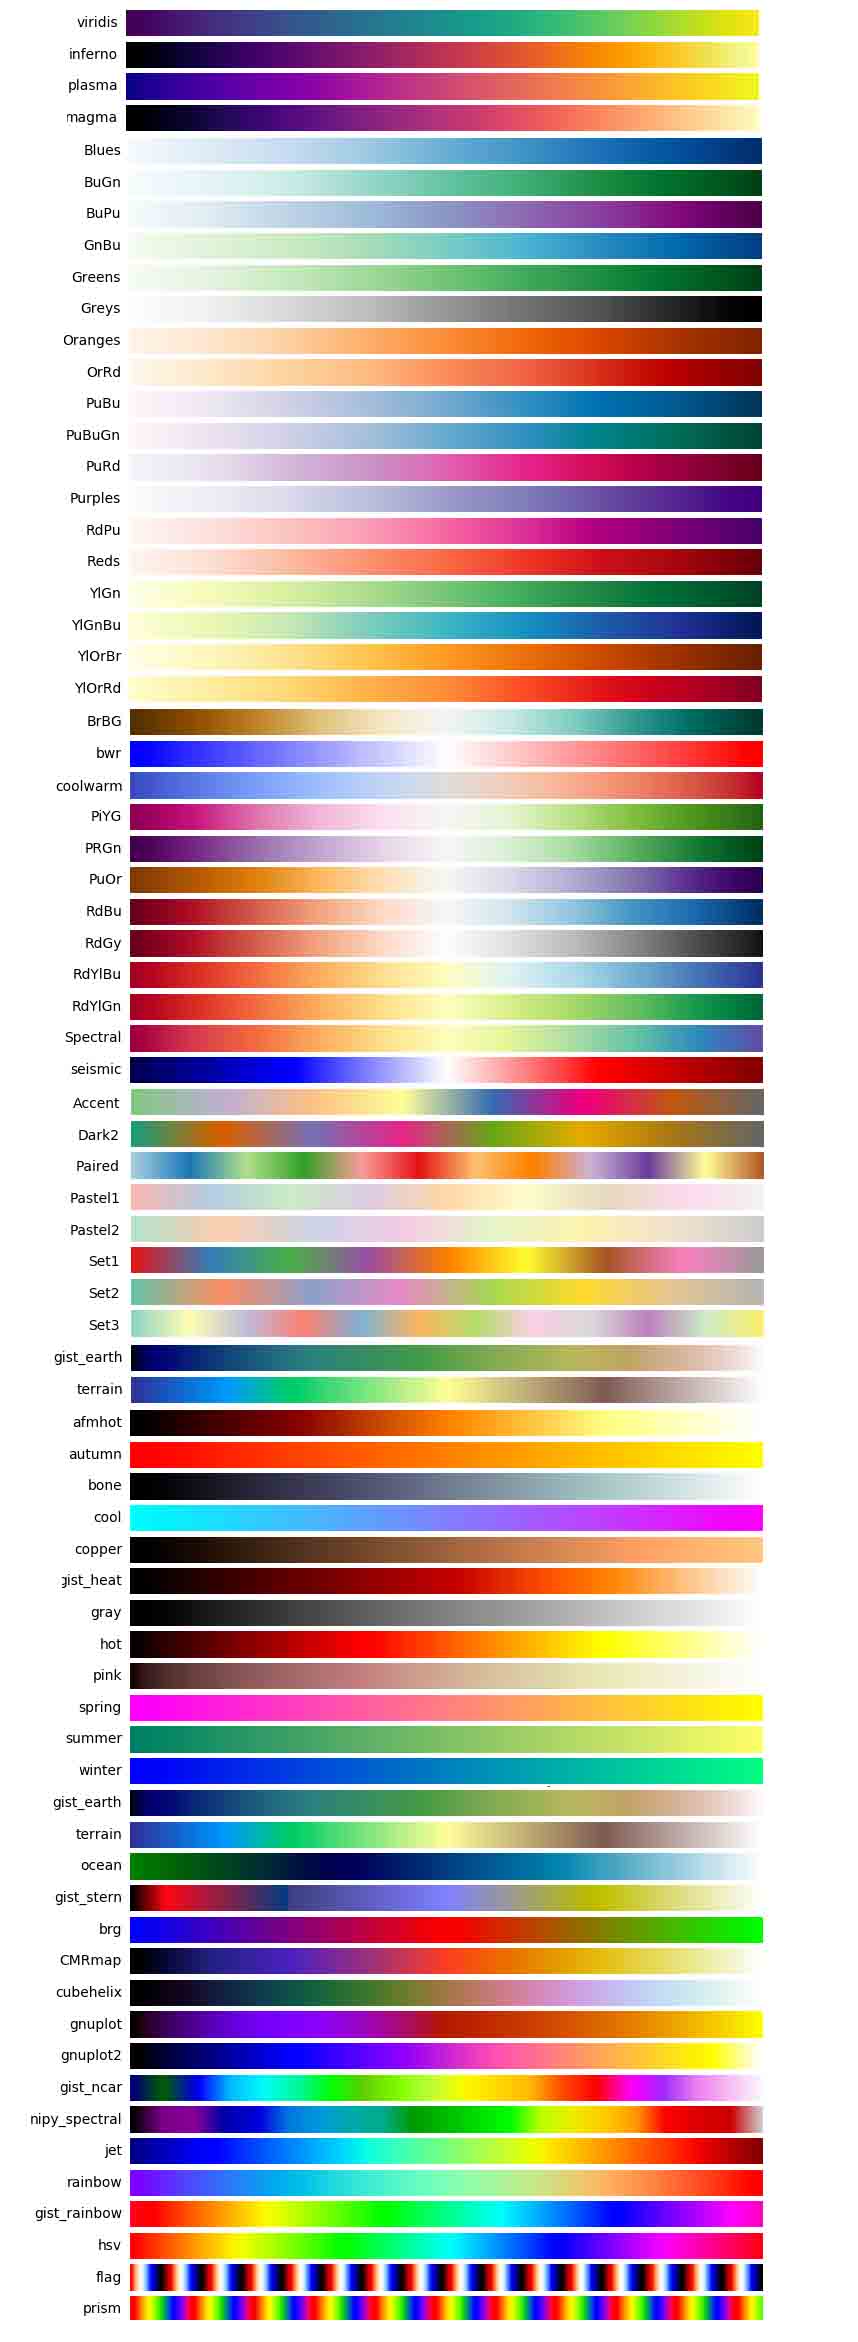 viridis
inferno
plasma
magma
Blues
BuGn
BuPu
GnBu
Greens
Greys
Oranges
OrRd
PuBu
PuBuGn
PuRd
Purples
RdPu
Reds
YlGn
YlGnBu
YlOrBr
YlOrRd
BrBG
bwr
coolwarm
PiYG
PRGn
PuOr
RdBu
RdGy
RdYlBu
RdYlGn
Spectral
seismic
Accent
Dark2
Paired
Pastel1
Pastel2
Set1
Set2
Set3
gist_earth
terrain
afmhot
autumn
bone
cool
copper
gist_heat
gray
hot
pink
spring
summer
winter
gist_earth
terrain
ocean
gist_stern
brg
CMRmap
cubehelix
gnuplot
gnuplot2
gist_ncar
nipy_spectral
jet
rainbow
gist_rainbow
hsv
flag
prism